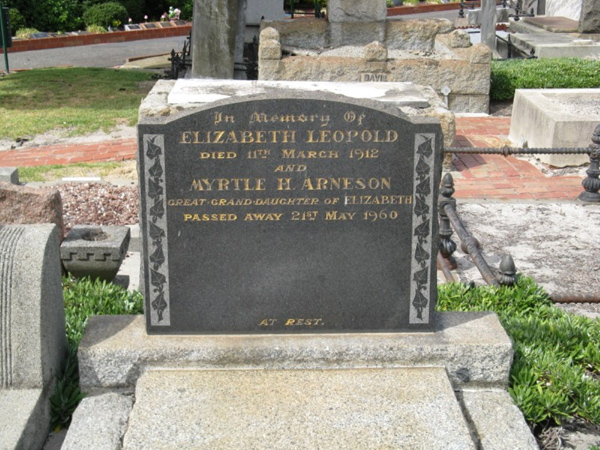 In Memory Of
ELIZABETH LEOPOLD
DIED 11TH MARCH 1912
AND
MYRTLE H. ARNESON
GREAT-GRAND-DAUGHTER OF ELIZABETH
PASSED AWAY 21ST MAY 1960
AT REST.